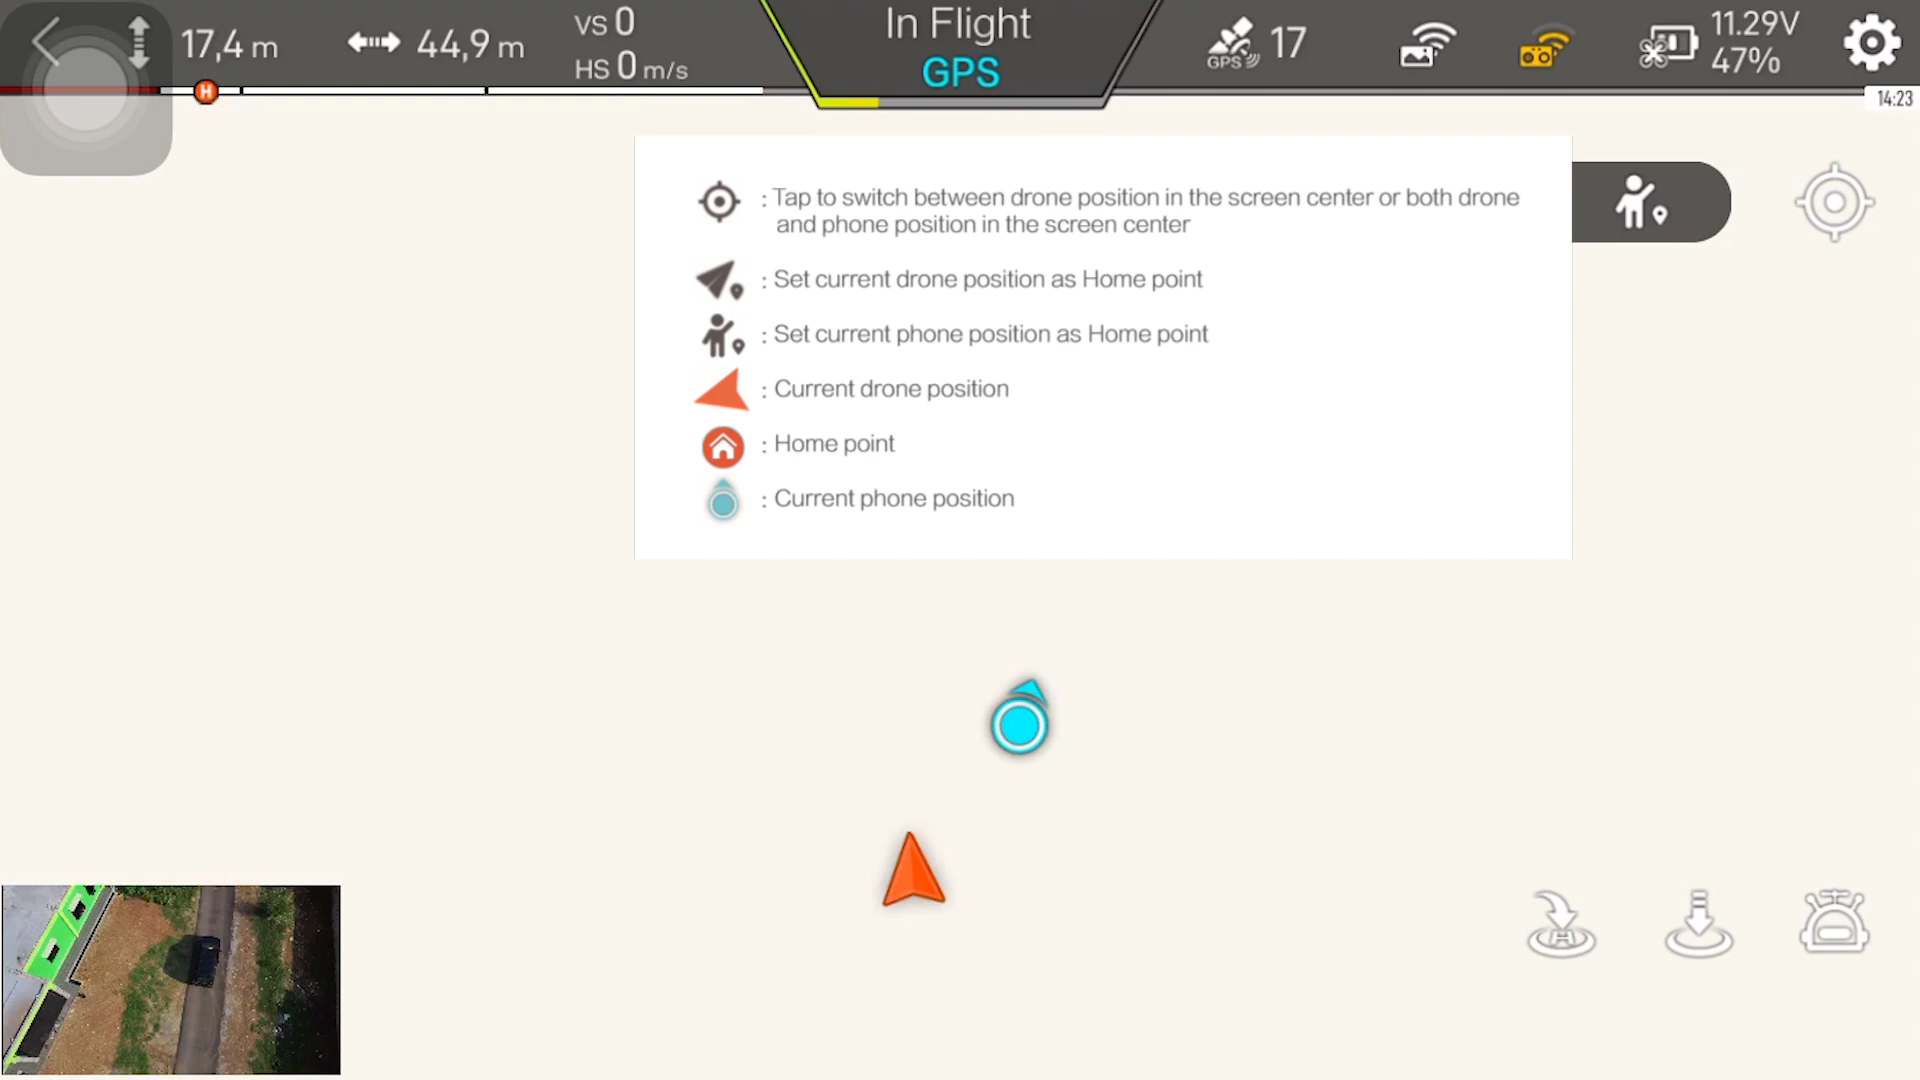 17,4 m
44,9 m
VS 0
HS 0 m/s
In Flight
GPS
GPS
17
11.29V
47%
H
14:23
: Tap to switch between drone position in the screen center or both drone
and phone position in the screen center
: Set current drone position as Home point
: Set current phone position as Home point
: Current drone position
: Home point
: Current phone position
H